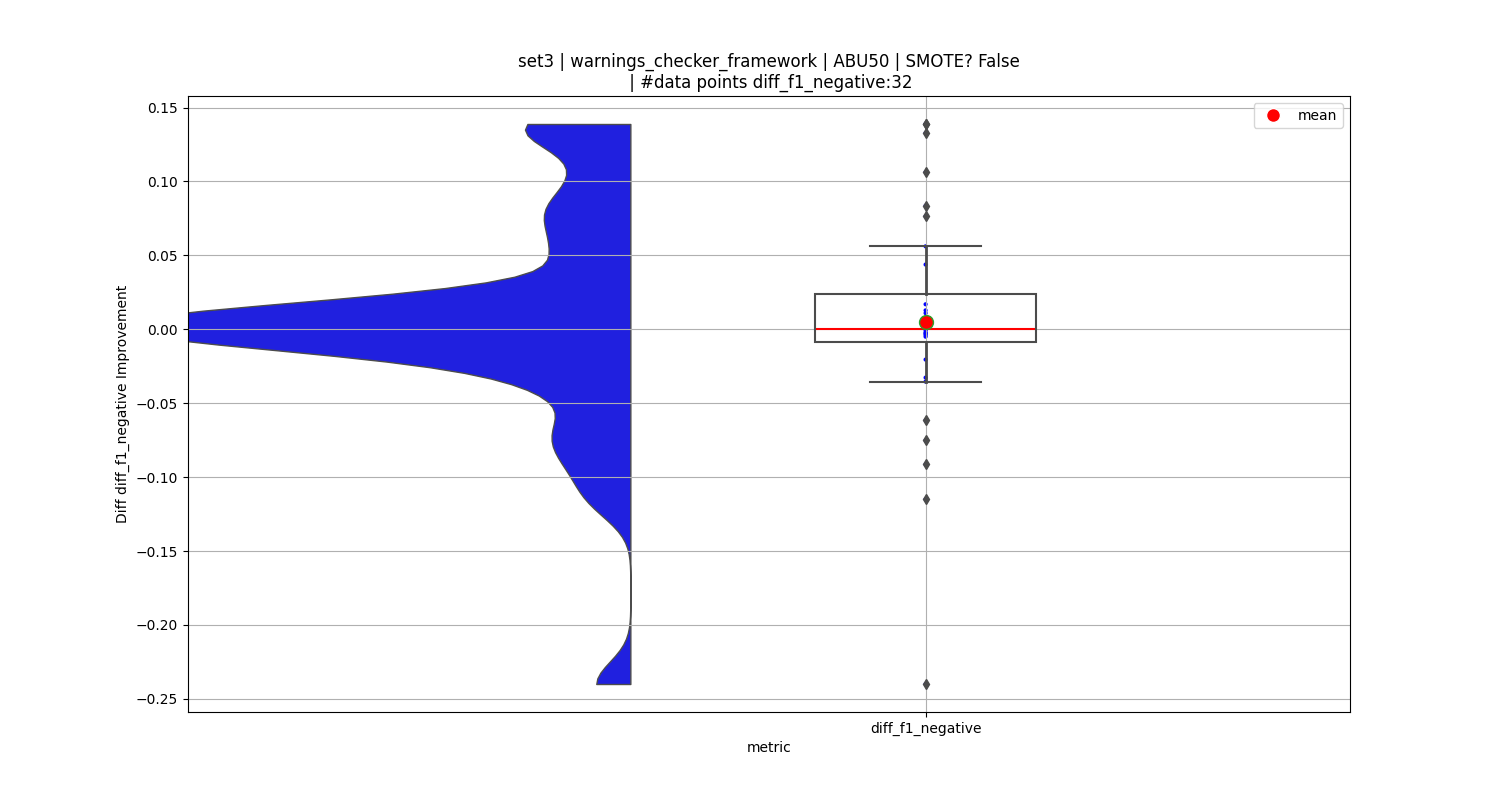 set3 | warnings_checker_framework | ABU50 | SMOTE? False
| #data points diff_f1_negative:32
mean
0.15
0.10
0.05
0.00
−0.05
−0.10
−0.15
−0.20
−0.25
Diff diff_f1_negative Improvement
diff_f1_negative
metric